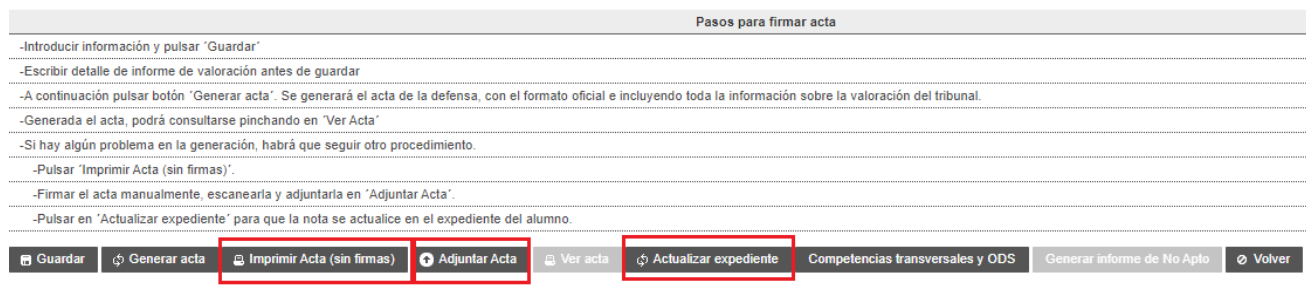 Pasos para firmar acta
-Introducir información y pulsar ´Guardar´
-Escribir detalle de informe de valoración antes de guardar
-A continuación pulsar botón ´Generar acta´. Se generará el acta de la defensa, con el formato oficial e incluyendo toda la información sobre la valoración del tribunal.
-Generada el acta, podrá consultarse pinchando en ´Ver Acta´
-Si hay algún problema en la generación, habrá que seguir otro procedimiento.
-Pulsar ´Imprimir Acta (sin firmas)´.
-Firmar el acta manualmente, escanearla y adjuntarla en ´Adjuntar Acta´.
-Pulsar en ´Actualizar expediente´ para que la nota se actualice en el expediente del alumno.
Guardar Generar acta Imprimir Acta (sin firmas) Adjuntar Acta Ver acta Actualizar expediente Competencias transversales y ODS Generar informe de No Apto Volver